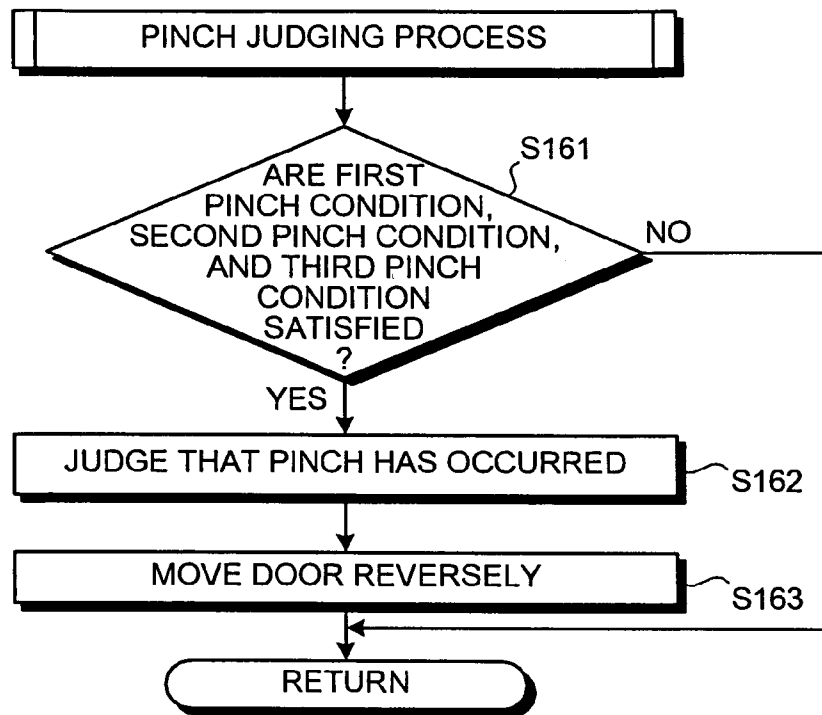 PINCH JUDGING PROCESS
S161
ARE FIRST
PINCH CONDITION,
SECOND PINCH CONDITION,
AND THIRD PINCH
CONDITION
SATISFIED
?
NO
YES
JUDGE THAT PINCH HAS OCCURRED
S162
MOVE DOOR REVERSELY
S163
RETURN